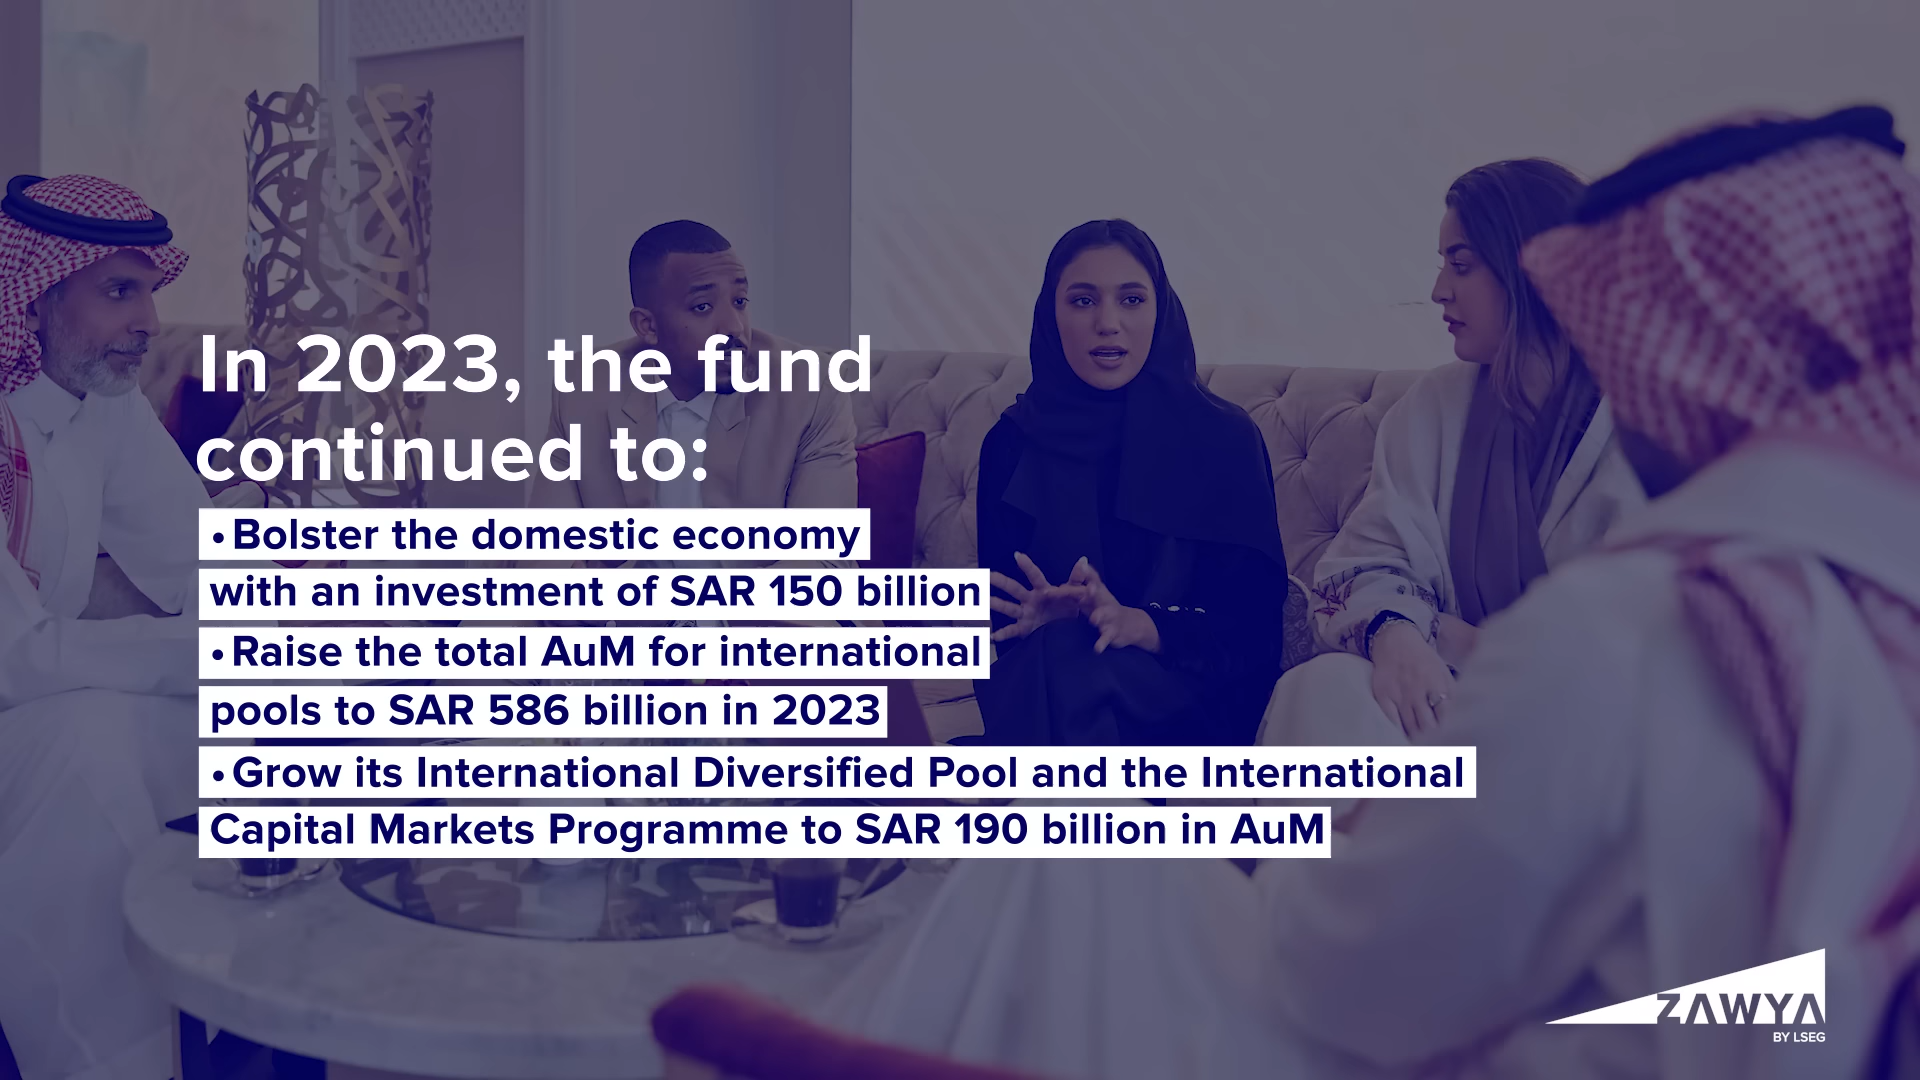 In 2023, the fund
continued to:
• Bolster the domestic economy
with an investment of SAR 150 billion
• Raise the total AuM for international
pools to SAR 586 billion in 2023
• Grow its International Diversified Pool and the International
Capital Markets Programme to SAR 190 billion in AuM
ZAWYA
BY LSEG